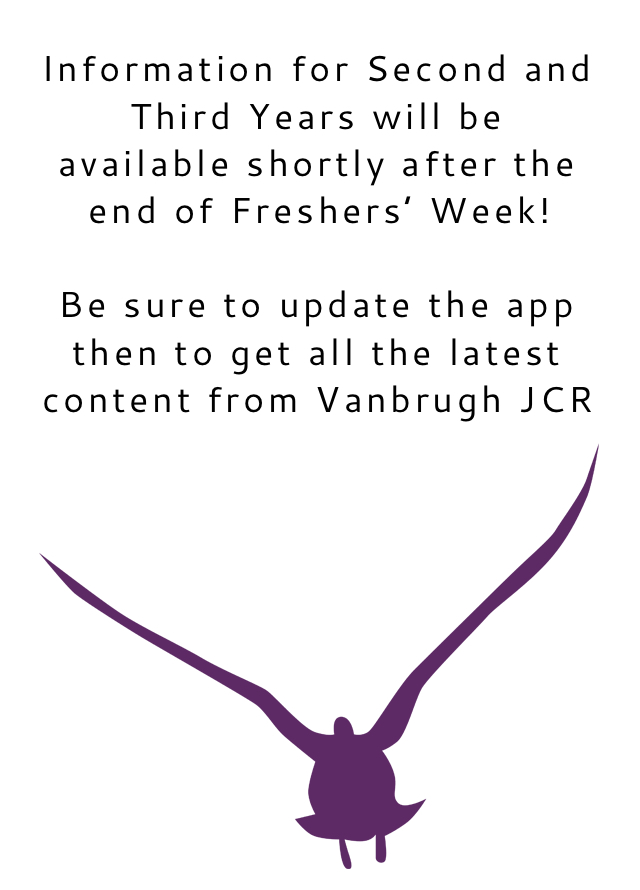 Information for Second and
Third Years will be
available shortly after the
end of Freshers’ Week!
Be sure to update the app
then to get all the latest
content from Vanbrugh JCR